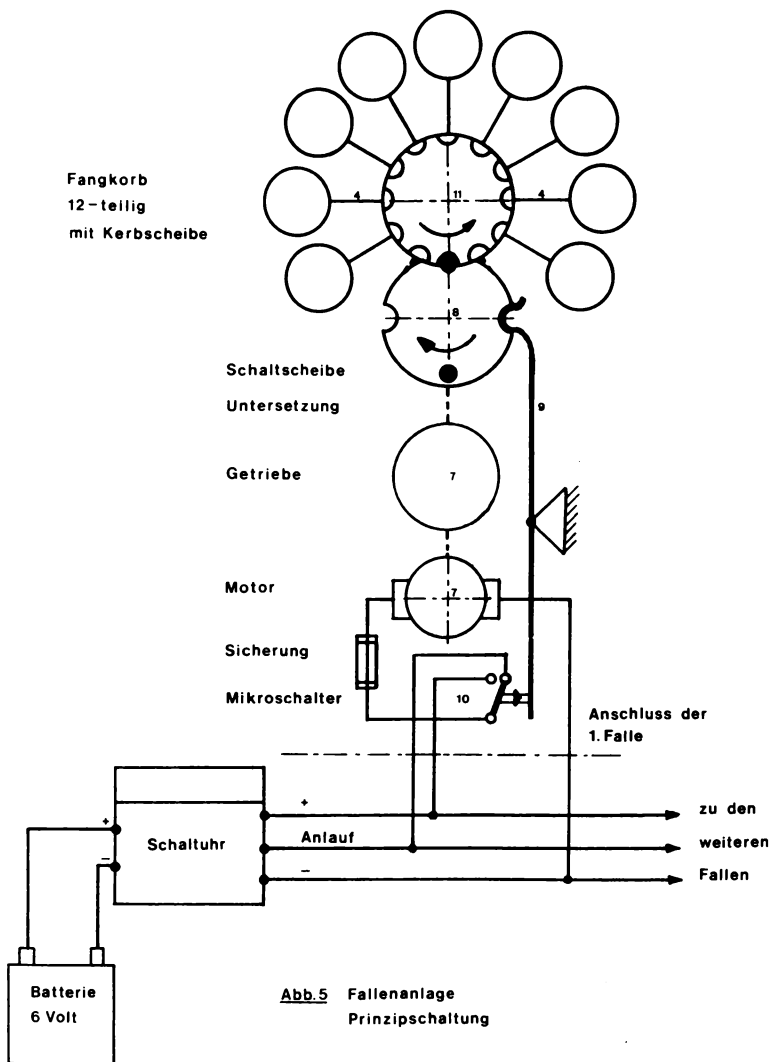 Fangkorb
12-teilig
mit Kerbscheibe
4
11
4
8
Schaltscheibe
Untersetzung
9
Getriebe
7
Motor
7
Sicherung
Mikroschalter
10
Anschluss der
1. Falle
+
+
zu den
Schaltuhr
Anlauf
weiteren
–
–
Fallen
Batterie
6 Volt
Abb.5 Fallenanlage
Prinzipschaltung